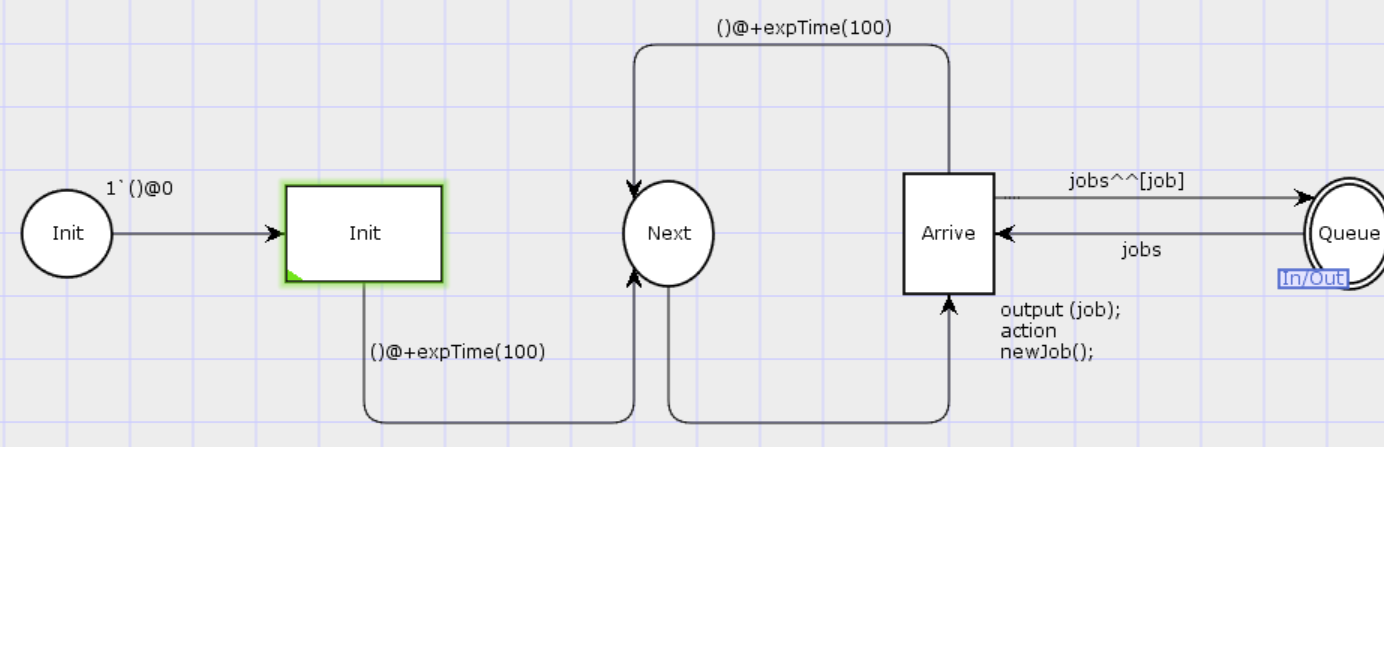 ()@+expTime(100)
1`()@0
jobs^^[job]
Init
Init
Next
Arrive
Queue
jobs
In/Out
output (job);
action
newJob();
()@+expTime(100)